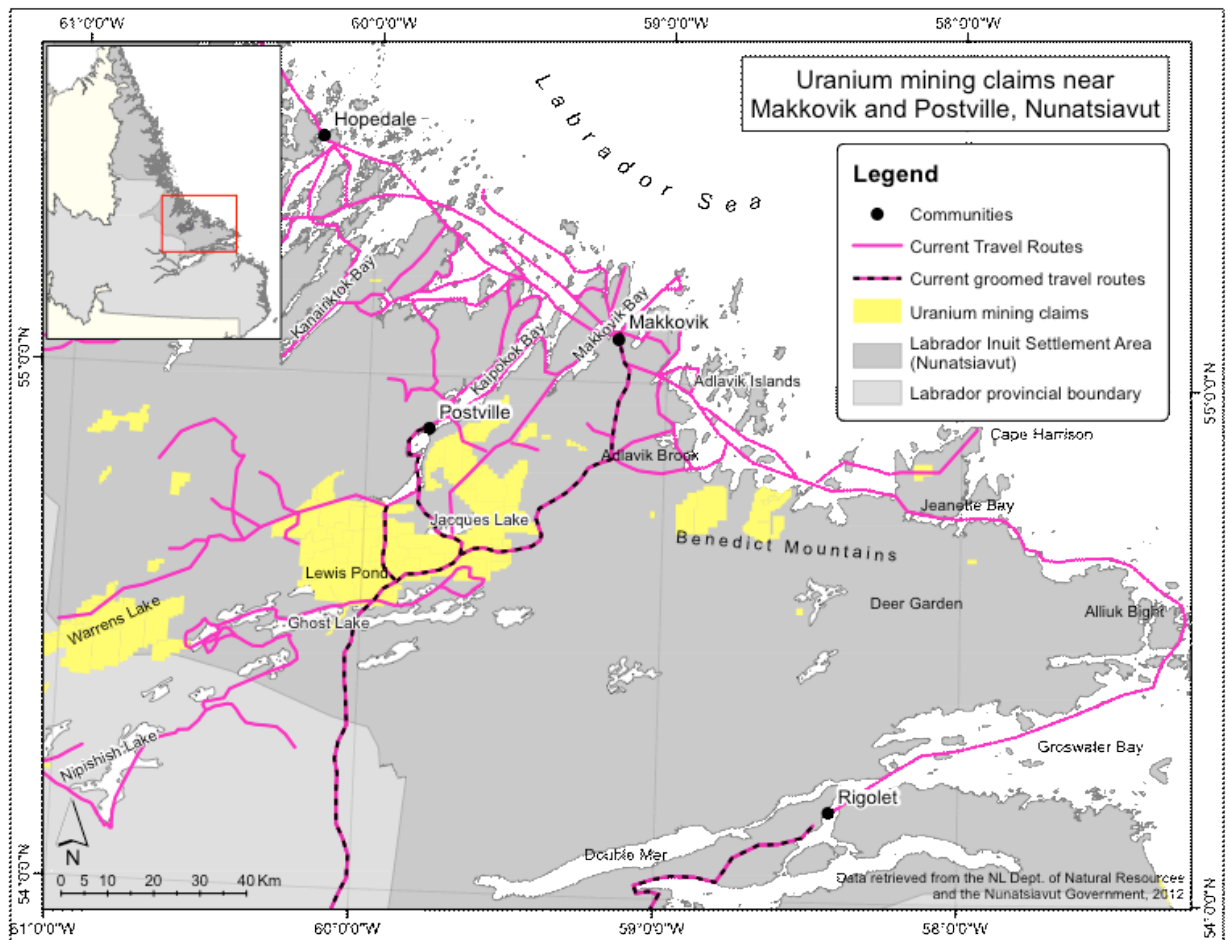 61°0'0"W
60°0'0"W
59°0'0"W
58°0'0"W
Uranium mining claims near
Makkovik and Postville, Nunatsiavut
Labrador Sea
Hopedale
Legend
Communities
Current Travel Routes
Current groomed travel routes
Uranium mining claims
Labrador Inuit Settlement Area
(Nunatsiavut)
Labrador provincial boundary
Kanairiktok Bay
Makkovik Bay
Makkovik
Kaipokok Bay
55°0'0"N
55°0'0"N
Adlavik Islands
Postville
Cape Harrison
Adlavik Brook
Jeanette Bay
Jacques Lake
Benedict Mountains
Lewis Pond
Deer Garden
Alliuk Bight
Warrens Lake
Ghost Lake
Nipishish Lake
Groswater Bay
Rigolet
N
Double Mer
0 5 10 20 30 40 Km
Data retrieved from the NL Dept. of Natural Resources
and the Nunatsiavut Government, 2012
54°0'0"N
54°0'0"N
61°0'0"W
60°0'0"W
59°0'0"W
58°0'0"W